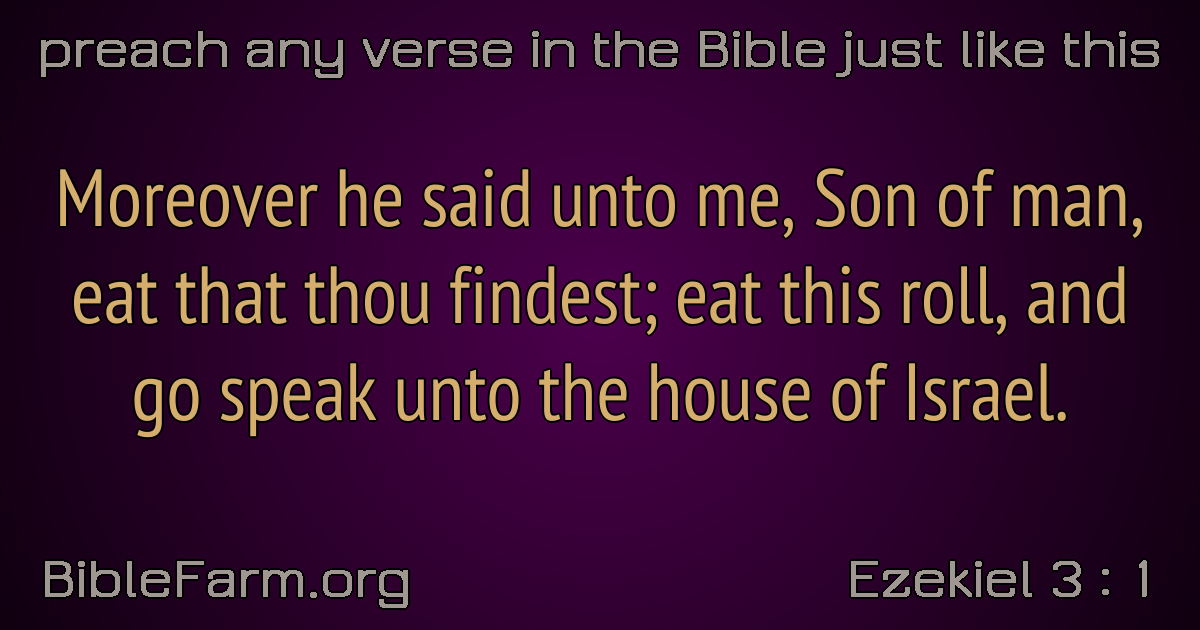 preach any verse in the Bible just like this
Moreover he said unto me, Son of man,
eat that thou findest; eat this roll, and
go speak unto the house of Israel.
BibleFarm.org
Ezekiel 3 : 1